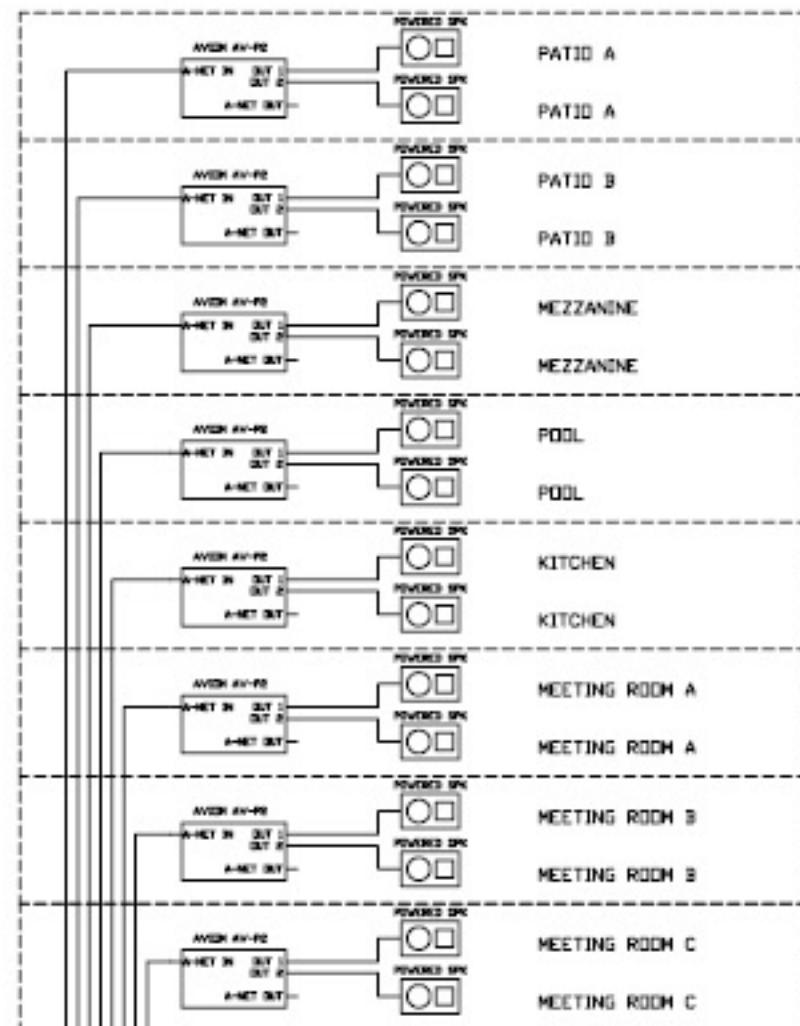 POWERED SPK
AVIOM AV-P2
PATIO A
A-NET IN OUT 1
OUT 2
POWERED SPK
A-NET OUT
PATIO A
POWERED SPK
AVIOM AV-P2
PATIO B
A-NET IN OUT 1
OUT 2
POWERED SPK
A-NET OUT
PATIO B
POWERED SPK
AVIOM AV-P2
MEZZANINE
A-NET IN OUT 1
OUT 2
POWERED SPK
A-NET OUT
MEZZANINE
POWERED SPK
AVIOM AV-P2
POOL
A-NET IN OUT 1
OUT 2
POWERED SPK
A-NET OUT
POOL
POWERED SPK
AVIOM AV-P2
KITCHEN
A-NET IN OUT 1
OUT 2
POWERED SPK
A-NET OUT
KITCHEN
POWERED SPK
AVIOM AV-P2
MEETING ROOM A
A-NET IN OUT 1
OUT 2
POWERED SPK
A-NET OUT
MEETING ROOM A
POWERED SPK
AVIOM AV-P2
MEETING ROOM B
A-NET IN OUT 1
OUT 2
POWERED SPK
A-NET OUT
MEETING ROOM B
POWERED SPK
AVIOM AV-P2
MEETING ROOM C
A-NET IN OUT 1
OUT 2
POWERED SPK
A-NET OUT
MEETING ROOM C